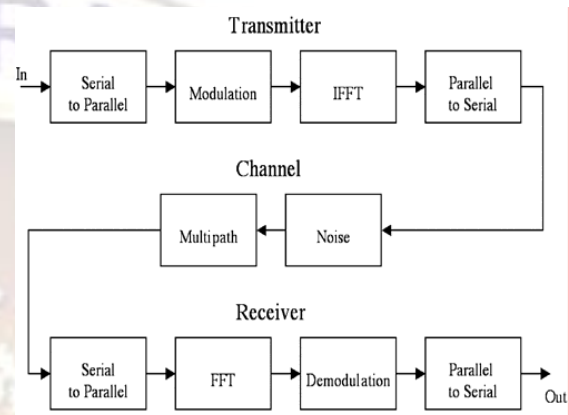 Transmitter
In
Serial
to Parallel
Modulation
IFFT
Parallel
to Serial
Channel
Multipath
Noise
Receiver
Serial
to Parallel
FFT
Demodulation
Parallel
to Serial
Out